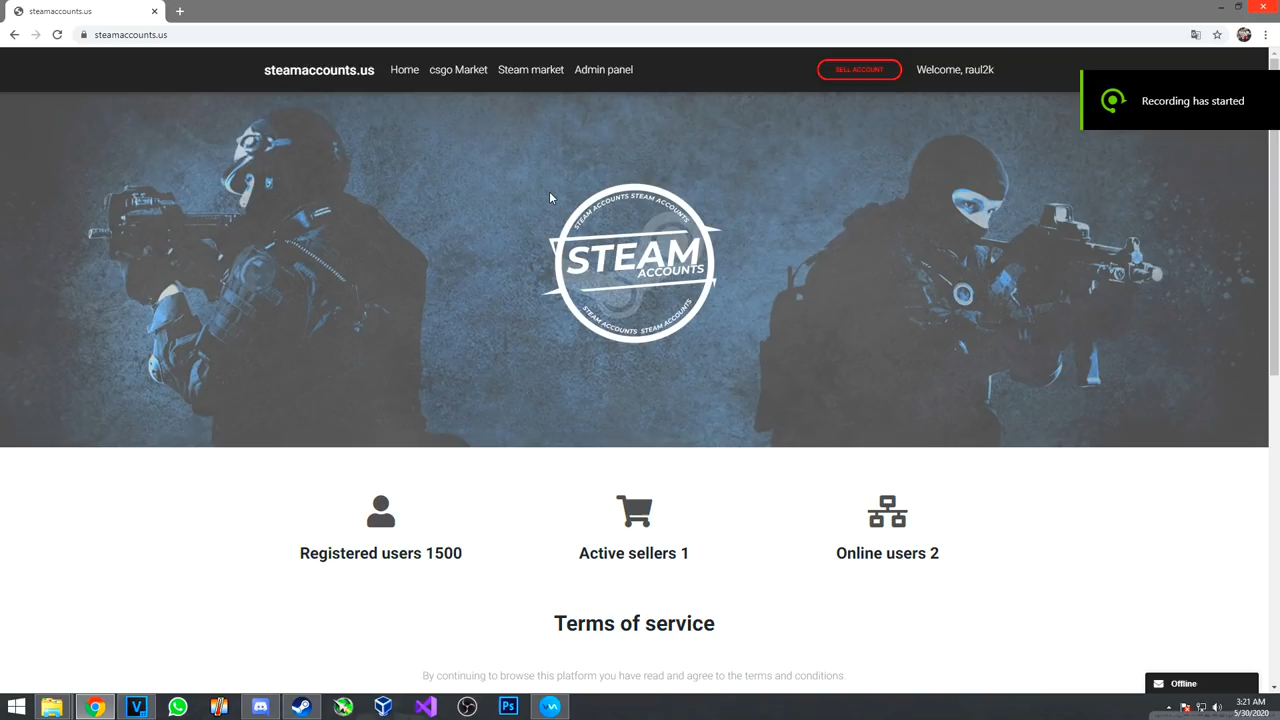 steamaccounts.us
steamaccounts.us
steamaccounts.us Home csgo Market Steam market Admin panel SELL ACCOUNT Welcome, raul2k
Recording has started
STEAM ACCOUNTS STEAM ACCOUNTS
STEAM
ACCOUNTS
STEAM ACCOUNTS STEAM ACCOUNTS
Registered users 1500 Active sellers 1 Online users 2
Terms of service
By continuing to browse this platform you have read and agree to the terms and conditions
Offline
V Ps
3:21 AM
5/30/2020